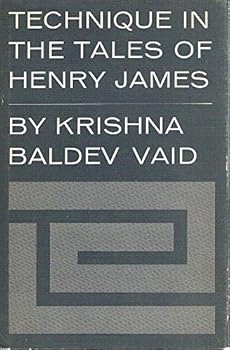 TECHNIQUE IN
THE TALES OF
HENRY JAMES
BY KRISHNA
BALDEV VAID